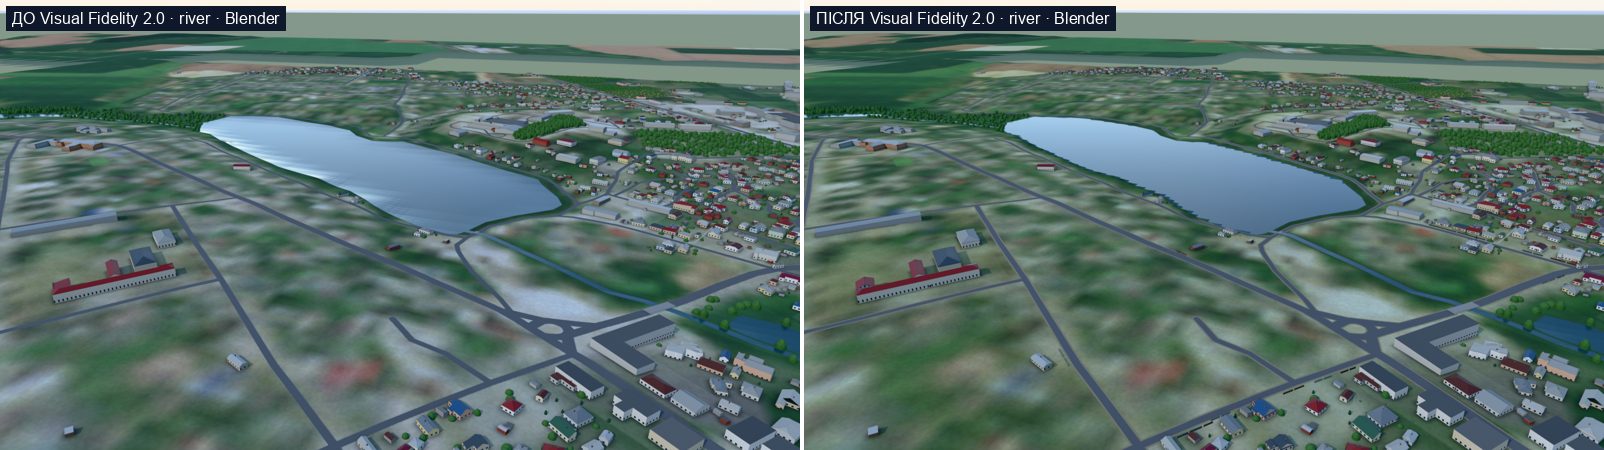 ДО Visual Fidelity 2.0 · river · Blender
ПІСЛЯ Visual Fidelity 2.0 · river · Blender